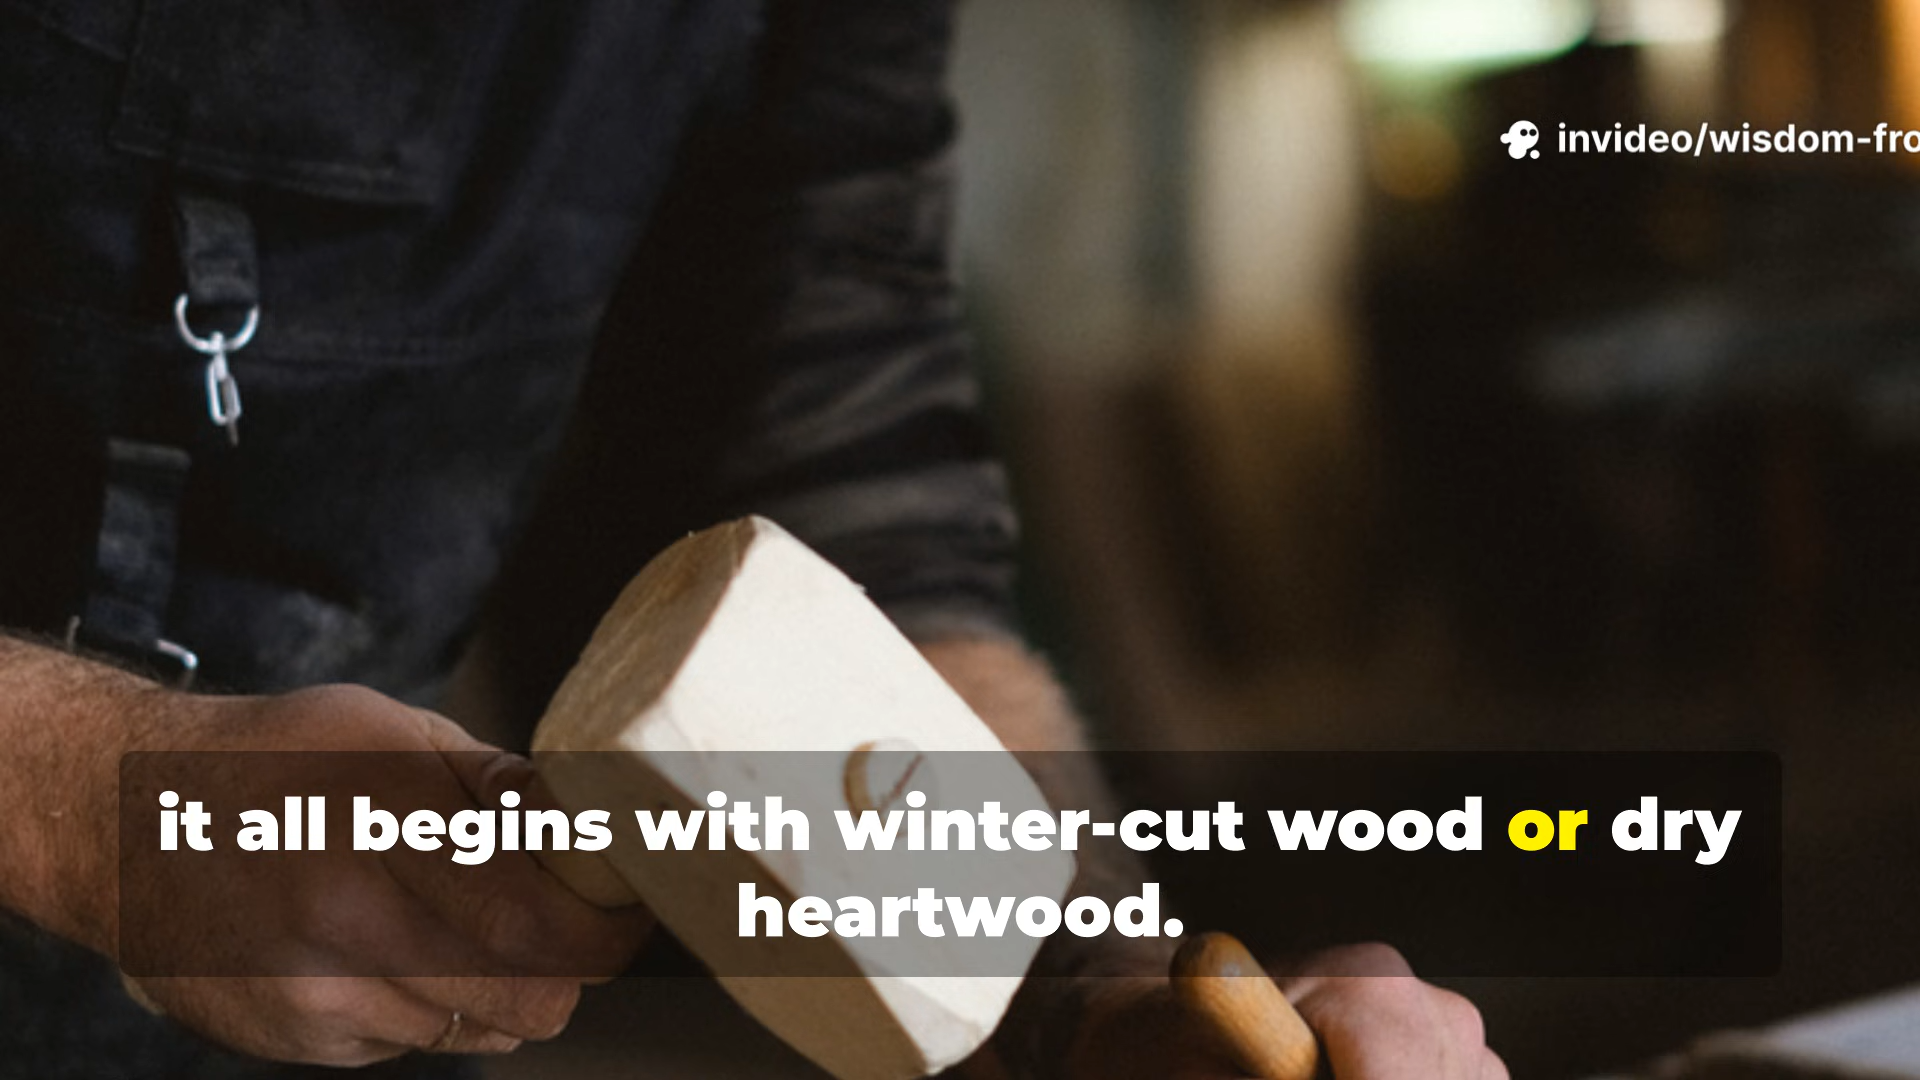 invideo/wisdom-fro
it all begins with winter-cut wood or dry
heartwood.